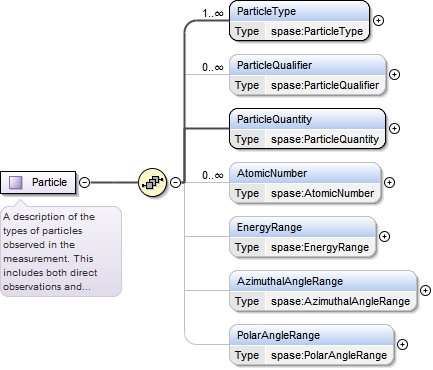 1..∞
ParticleType
Type spase:ParticleType
0..∞
ParticleQualifier
Type spase:ParticleQualifier
ParticleQuantity
Type spase:ParticleQuantity
0..∞
AtomicNumber
Type spase:AtomicNumber
Particle
A description of the
types of particles
observed in the
measurement. This
includes both direct
observations and...
EnergyRange
Type spase:EnergyRange
AzimuthalAngleRange
Type spase:AzimuthalAngleRange
PolarAngleRange
Type spase:PolarAngleRange